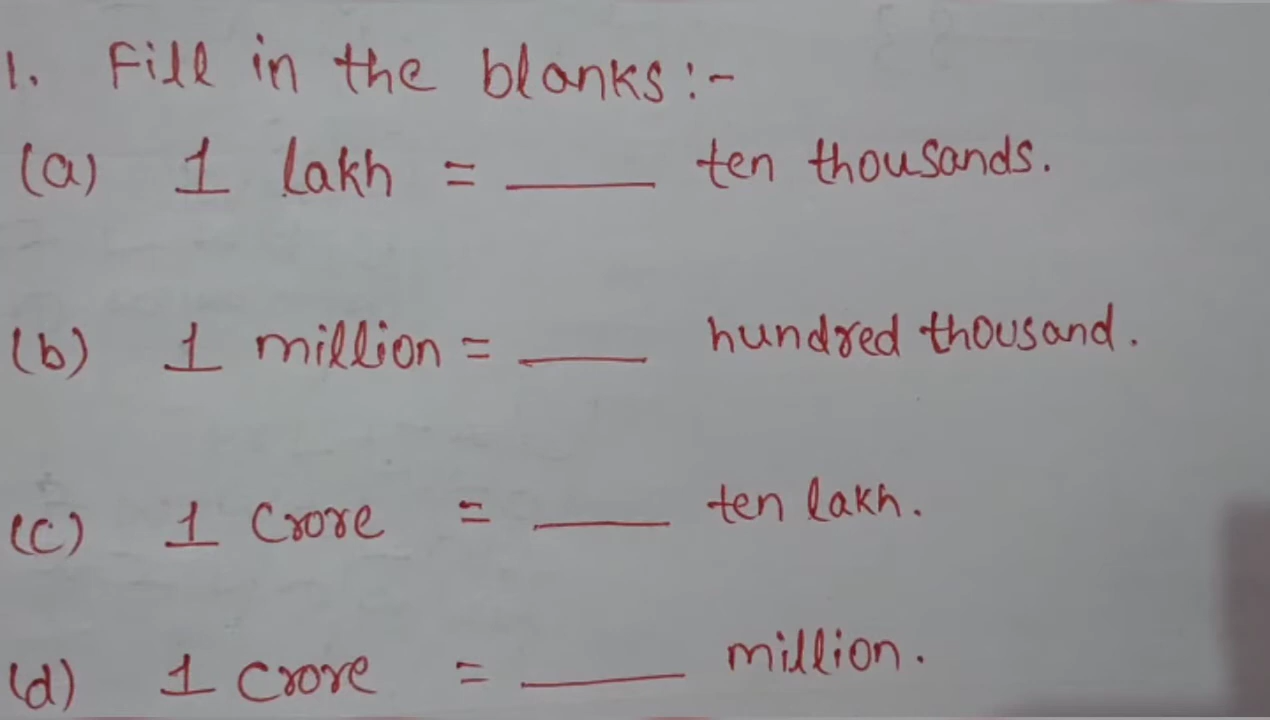 1. Fill in the blanks:-
(a) 1 lakh = ____ ten thousands.
(b) 1 million = ____ hundred thousand.
(c) 1 Crore = ____ ten lakh.
(d) 1 Crore = ____ million.